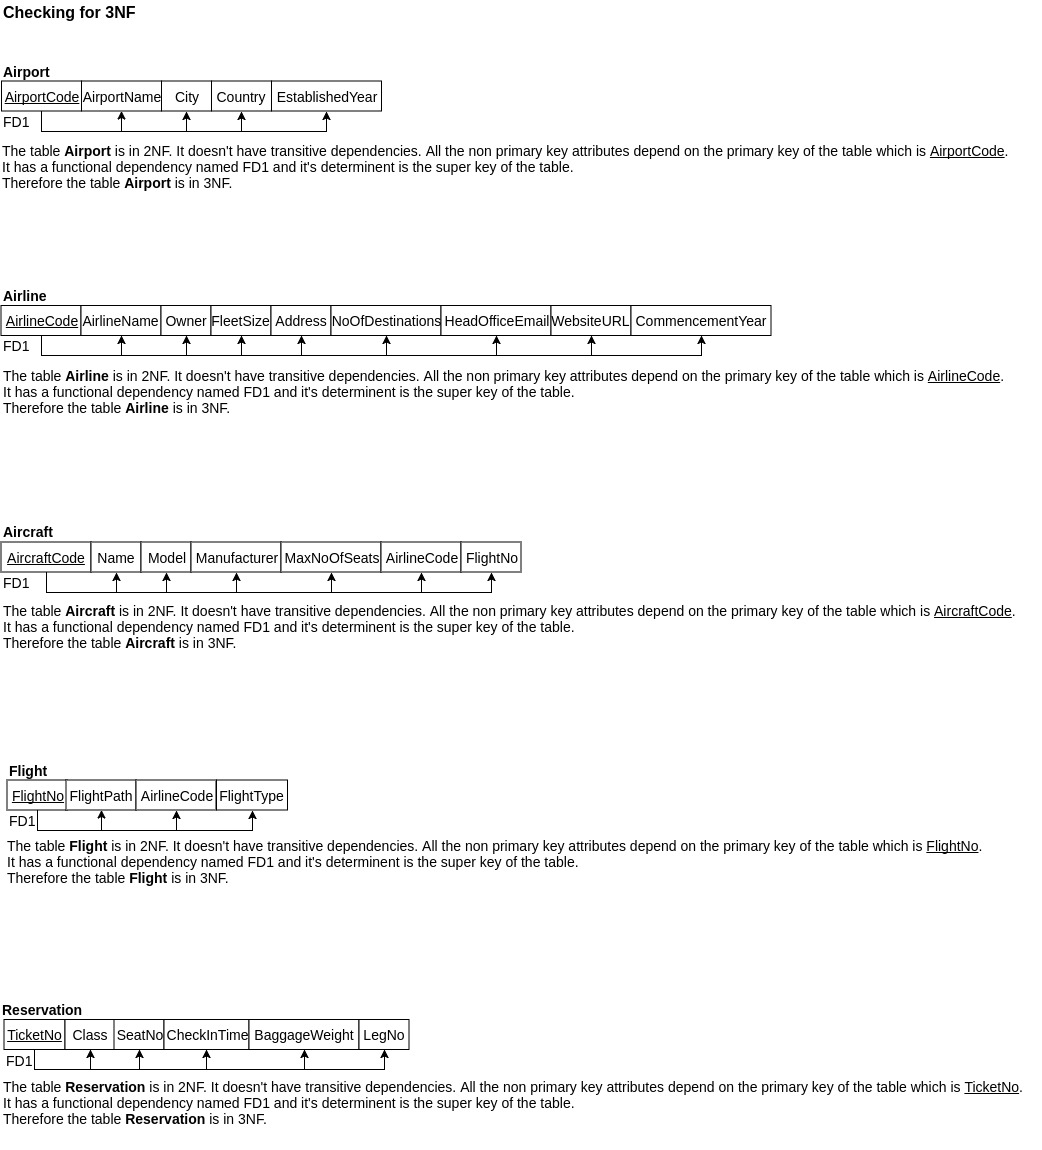 Checking for 3NF
Airport
AirportCode AirportName City Country EstablishedYear
FD1
The table Airport is in 2NF. It doesn't have transitive dependencies. All the non primary key attributes depend on the primary key of the table which is AirportCode.
It has a functional dependency named FD1 and it's determinent is the super key of the table.
Therefore the table Airport is in 3NF.
Airline
AirlineCode AirlineName Owner FleetSize Address NoOfDestinations HeadOfficeEmail WebsiteURL CommencementYear
FD1
The table Airline is in 2NF. It doesn't have transitive dependencies. All the non primary key attributes depend on the primary key of the table which is AirlineCode.
It has a functional dependency named FD1 and it's determinent is the super key of the table.
Therefore the table Airline is in 3NF.
Aircraft
AircraftCode Name Model Manufacturer MaxNoOfSeats AirlineCode FlightNo
FD1
The table Aircraft is in 2NF. It doesn't have transitive dependencies. All the non primary key attributes depend on the primary key of the table which is AircraftCode.
It has a functional dependency named FD1 and it's determinent is the super key of the table.
Therefore the table Aircraft is in 3NF.
Flight
FlightNo FlightPath AirlineCode FlightType
FD1
The table Flight is in 2NF. It doesn't have transitive dependencies. All the non primary key attributes depend on the primary key of the table which is FlightNo.
It has a functional dependency named FD1 and it's determinent is the super key of the table.
Therefore the table Flight is in 3NF.
Reservation
TicketNo Class SeatNo CheckInTime BaggageWeight LegNo
FD1
The table Reservation is in 2NF. It doesn't have transitive dependencies. All the non primary key attributes depend on the primary key of the table which is TicketNo.
It has a functional dependency named FD1 and it's determinent is the super key of the table.
Therefore the table Reservation is in 3NF.